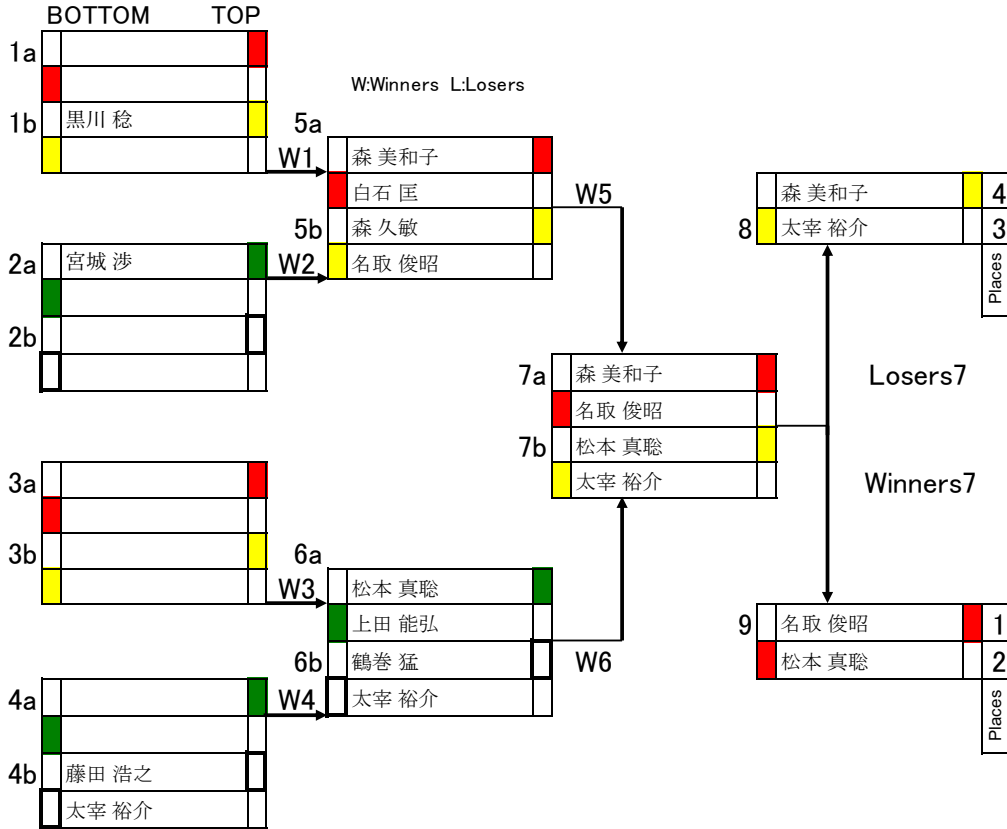 BOTTOM TOP
1a
1b 黒川 稔
W:Winners L:Losers
W1
5a
森 美和子
白石 匡
5b 森 久敏
名取 俊昭
W5
2a 宮城 渉
W2
2b
森 美和子 4
8 太宰 裕介 3
Places
7a 森 美和子
名取 俊昭
7b 松本 真聡
太宰 裕介
Losers7
Winners7
3a
3b
W3
6a
松本 真聡
上田 能弘
6b 鶴巻 猛
太宰 裕介
W6
9 名取 俊昭 1
松本 真聡 2
Places
4a
W4
4b 藤田 浩之
太宰 裕介